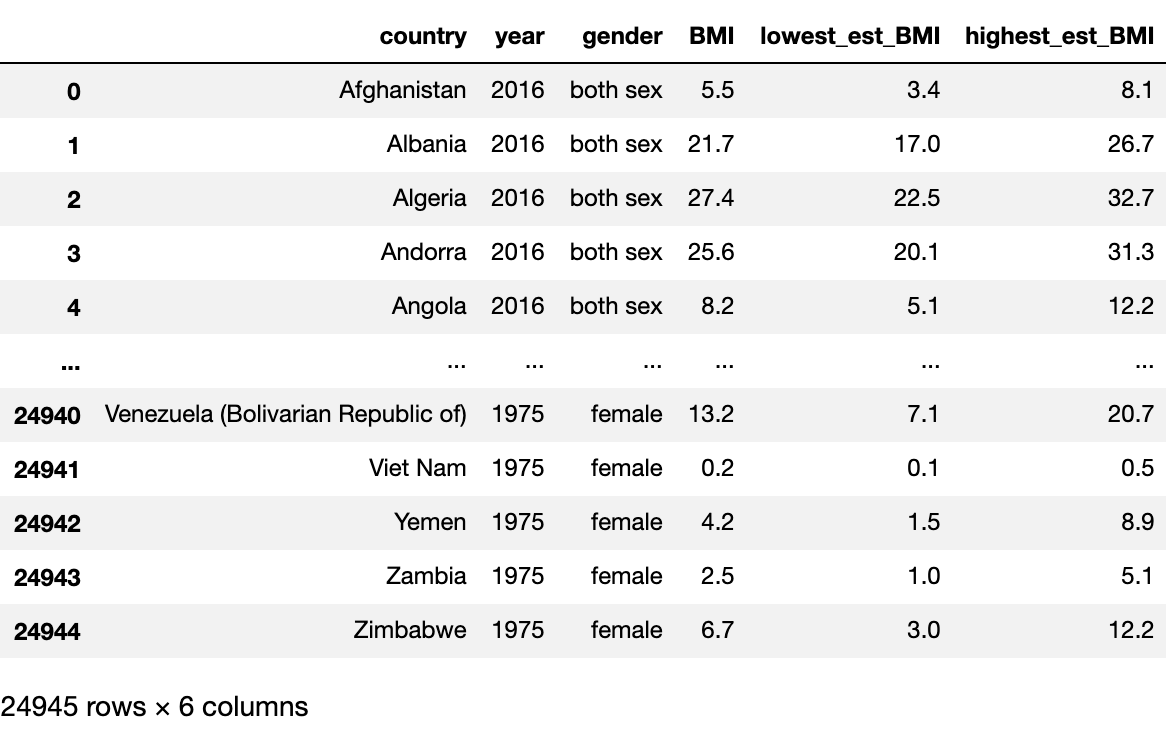 country year gender BMI lowest_est_BMI highest_est_BMI
0 Afghanistan 2016 both sex 5.5 3.4 8.1
1 Albania 2016 both sex 21.7 17.0 26.7
2 Algeria 2016 both sex 27.4 22.5 32.7
3 Andorra 2016 both sex 25.6 20.1 31.3
4 Angola 2016 both sex 8.2 5.1 12.2
... ... ... ... ... ... ...
24940 Venezuela (Bolivarian Republic of) 1975 female 13.2 7.1 20.7
24941 Viet Nam 1975 female 0.2 0.1 0.5
24942 Yemen 1975 female 4.2 1.5 8.9
24943 Zambia 1975 female 2.5 1.0 5.1
24944 Zimbabwe 1975 female 6.7 3.0 12.2
24945 rows × 6 columns